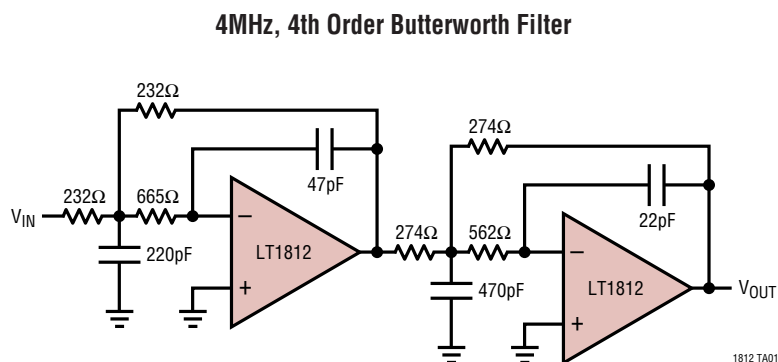 4MHz, 4th Order Butterworth Filter
232Ω
274Ω
47pF
22pF
232Ω
665Ω
VIN
−
LT1812
+
220pF
274Ω
562Ω
−
LT1812
+
470pF
VOUT
1812 TA01